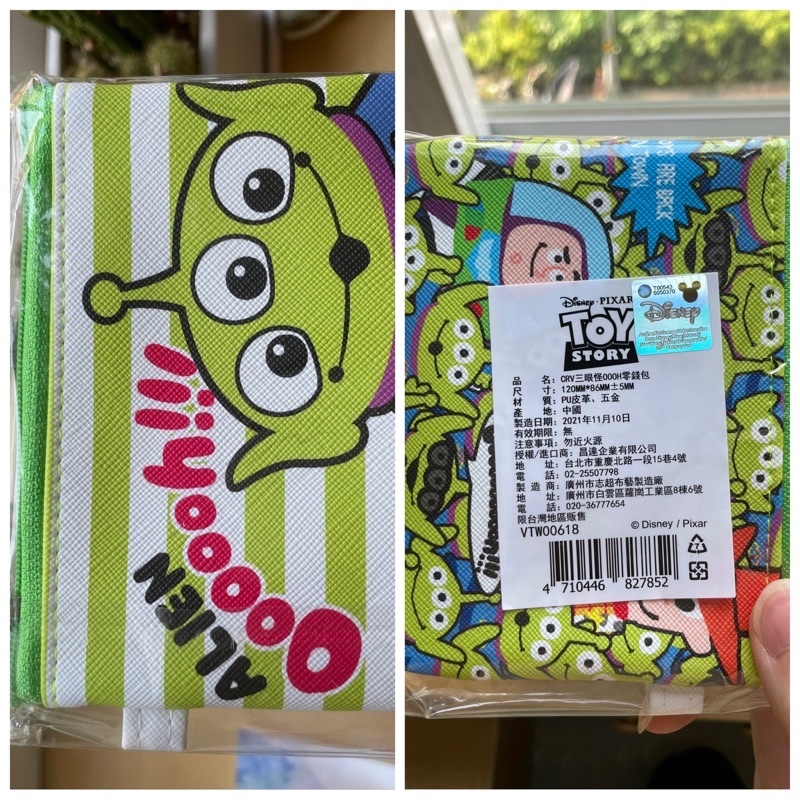 iiiyooooo
ALIEN
Disney · PIXAR
TOY
STORY
T00543
5050370
Disney
品 名：CRV三眼怪OOOH零錢包
尺 寸：120MM*86MM±5MM
材 質：PU皮革、五金
產 地：中國
製造日期：2021年11月10日
有效期限：無
注意事項：勿近火源
授權/進口商：昌達企業有限公司
地 址：台北市重慶北路一段15巷4號
電 話：02-25507798
製 造 商：廣州市志超布藝製造廠
地 址：廣州市白雲區蘿崗工業區8棟6號
電 話：020-36777654
限台灣地區販售
VTW00618
© Disney / Pixar
4 710446 827852